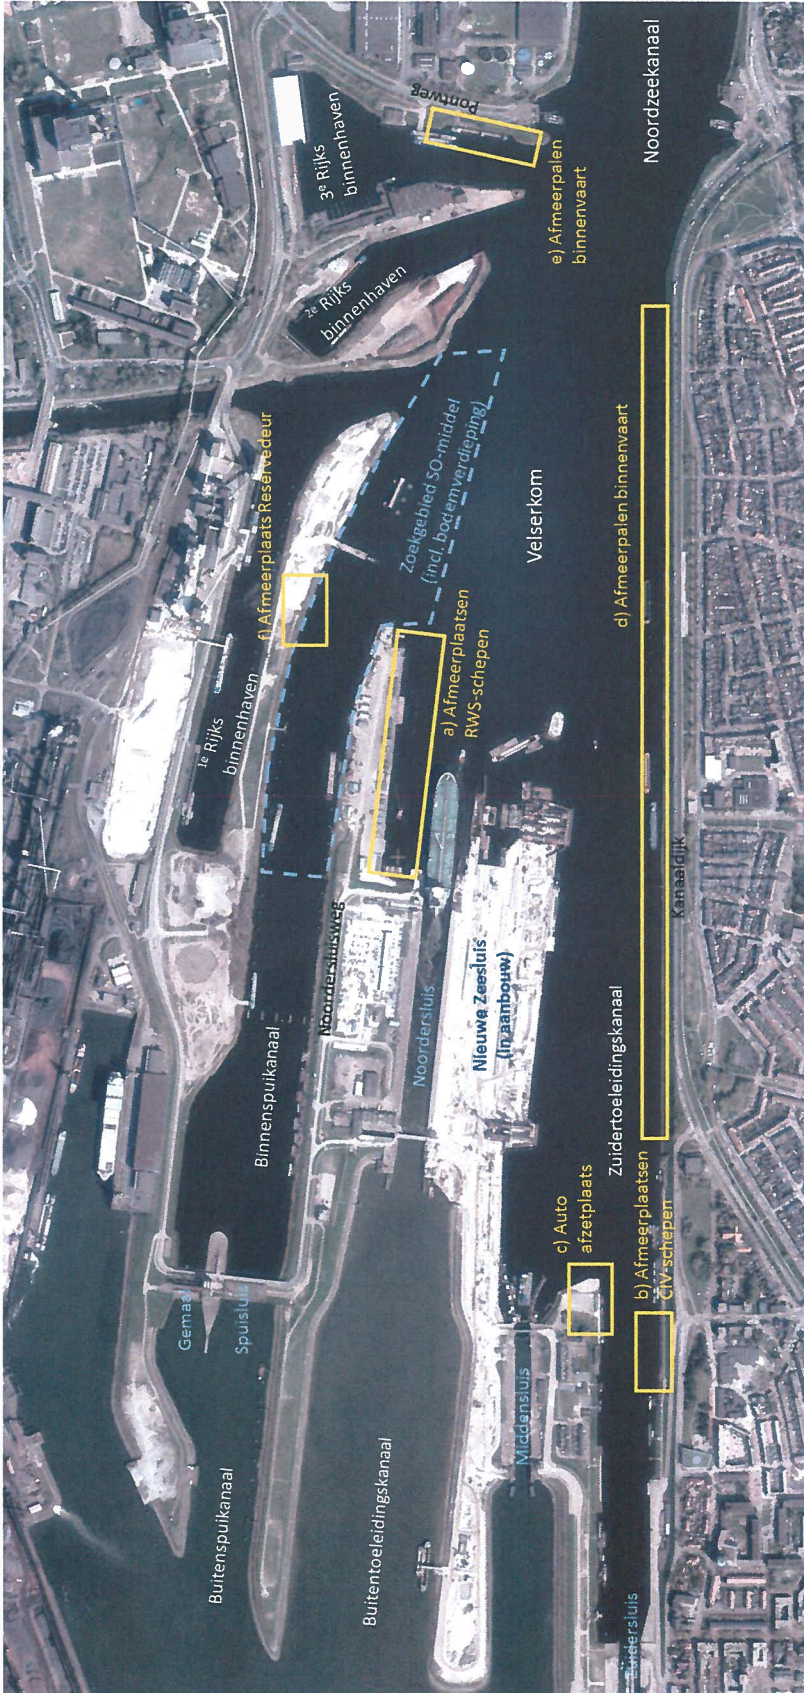 Noordzeekanaal
Pontweg
3e Rijks
binnenhaven
e) Afmeerpalen
binnenvaart
2e Rijks
binnenhaven
Zoekgebied SO-middel
(incl. bodemverdieping)
Velserkom
d) Afmeerpalen binnenvaart
f) Afmeerplaats Reservedeur
1e Rijks
binnenhaven
a) Afmeerplaatsen
RWS-schepen
Kanaaldijk
Noordersluisweg
Noordersluis
Nieuwe Zeesluis
(in aanbouw)
Binnenspuikanaal
Zuidertoeleidingskanaal
c) Auto
afzetplaats
b) Afmeerplaatsen
CIV-schepen
Gemaal
Spuisluis
Middensluis
Buitenspuikanaal
Buitentoeleidingskanaal
Zuidersluis